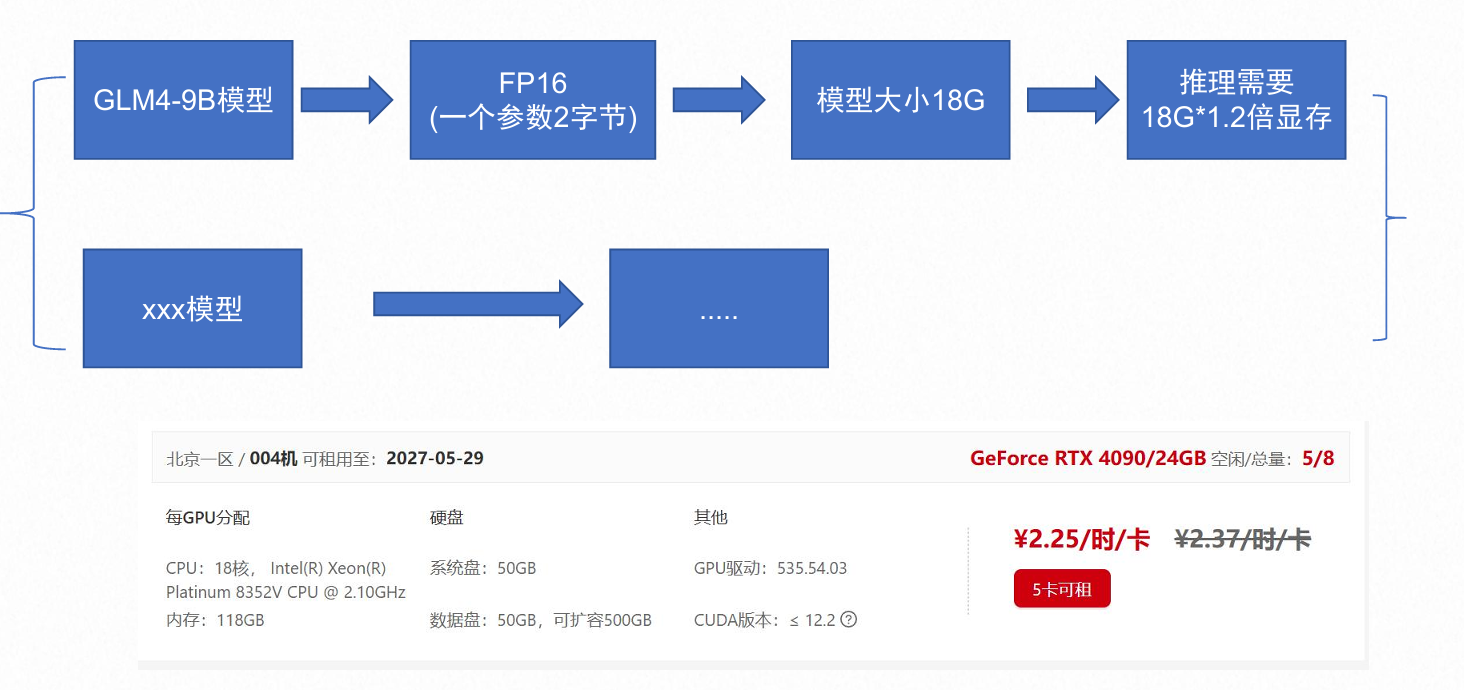 GLM4-9B模型
FP16
(一个参数2字节)
模型大小18G
推理需要
18G*1.2倍显存
xxx模型
.....
北京一区 / 004机 可租用至：2027-05-29
GeForce RTX 4090/24GB 空闲/总量：5/8
每GPU分配
硬盘
其他
CPU：18核， Intel(R) Xeon(R)
Platinum 8352V CPU @ 2.10GHz
内存：118GB
系统盘：50GB
数据盘：50GB，可扩容500GB
GPU驱动：535.54.03
CUDA版本：≤ 12.2 ?
¥2.25/时/卡 ¥2.37/时/卡
5卡可租